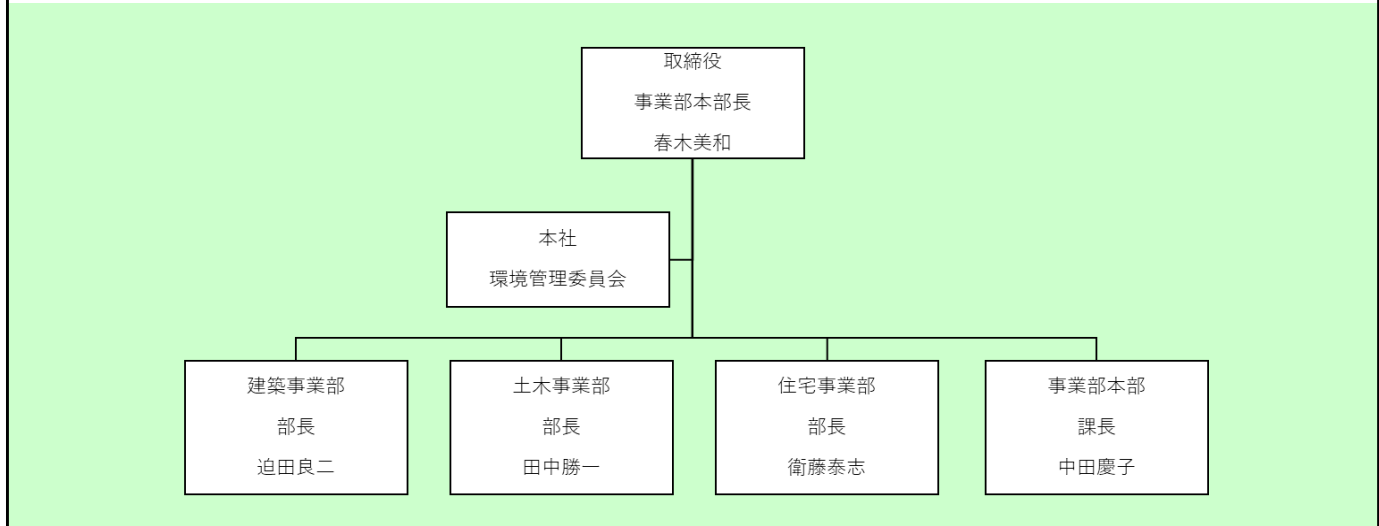 取締役
事業部本部長
春木美和
本社
環境管理委員会
建築事業部
部長
迫田良二
土木事業部
部長
田中勝一
住宅事業部
部長
衛藤泰志
事業部本部
課長
中田慶子